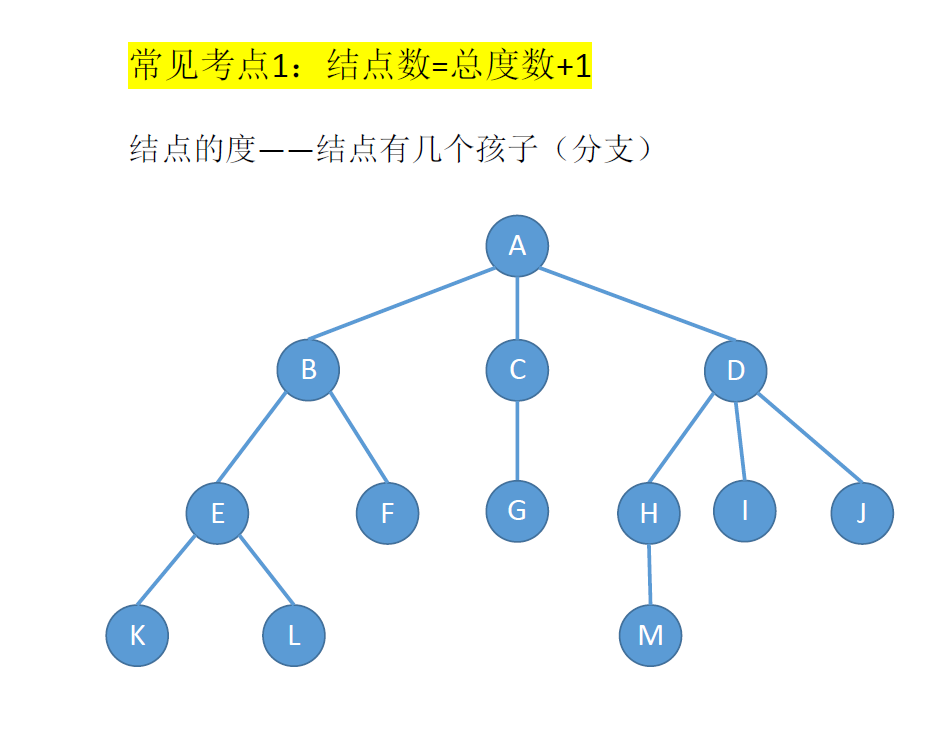 常见考点1：结点数=总度数+1
结点的度——结点有几个孩子（分支）
A
B C D
E F G H I J
K L M